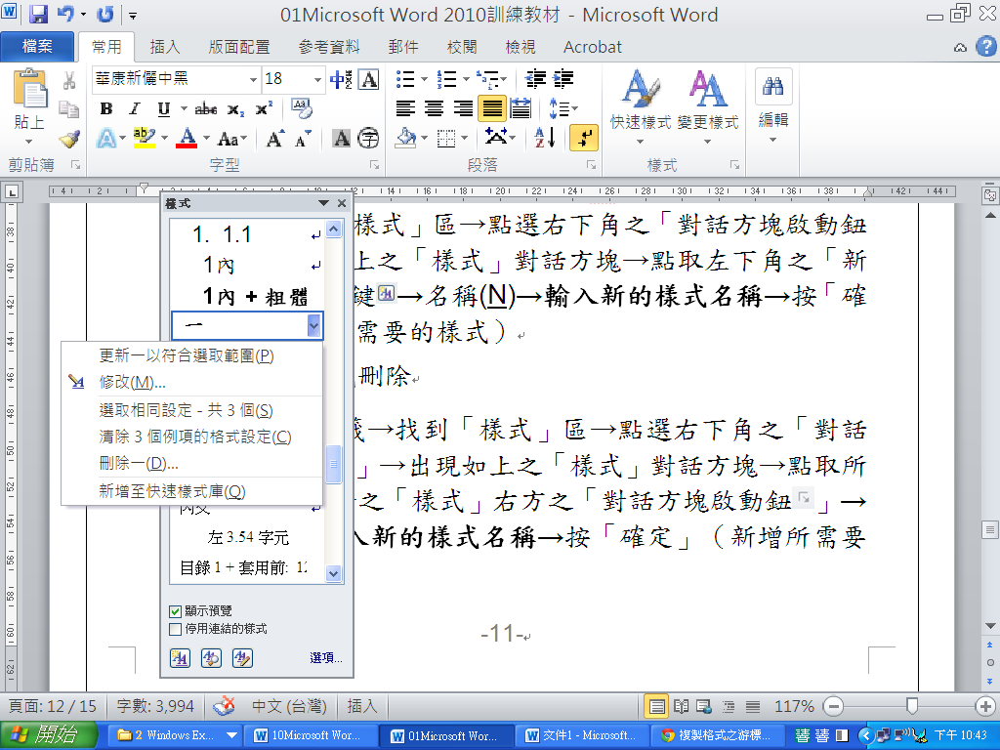 01Microsoft Word 2010訓練教材 - Microsoft Word
檔案 常用 插入 版面配置 參考資料 郵件 校閱 檢視 Acrobat
華康新儷中黑 18
貼上
快速樣式 變更樣式 編輯
剪貼簿 字型 段落 樣式
樣式
1. 1.1
1內
1內 + 粗體
一
更新一以符合選取範圍(P)
修改(M)...
選取相同設定 - 共 3 個(S)
清除 3 個例項的格式設定(C)
刪除一(D)...
新增至快速樣式庫(Q)
內文
左 3.54 字元
目錄 1 + 套用前: 12
顯示預覽
停用連結的樣式
選項...
樣式」區→點選右下角之「對話方塊啟動鈕
上之「樣式」對話方塊→點取左下角之「新
鍵→名稱(N)→輸入新的樣式名稱→按「確
需要的樣式）
刪除
→找到「樣式」區→點選右下角之「對話
」→出現如上之「樣式」對話方塊→點取所
之「樣式」右方之「對話方塊啟動鈕」→
入新的樣式名稱→按「確定」（新增所需要
-11-
頁面: 12 / 15 字數: 3,994 中文 (台灣) 插入 117%
開始 2 Windows Ex... 10Microsoft Wor... 01Microsoft Wor... 文件1 - Microsoft... 複製格式之游標... 下午 10:43